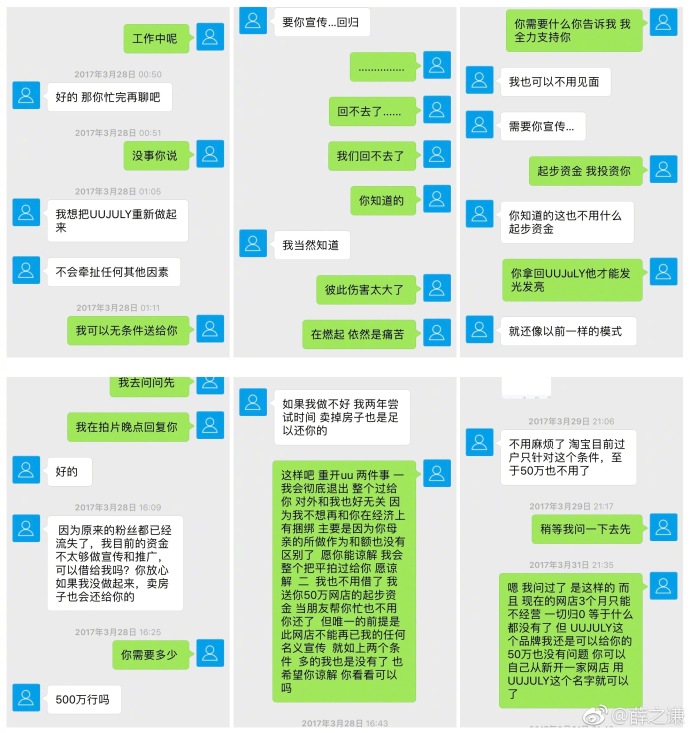 工作中呢
2017年3月28日 00:50
好的 那你忙完再聊吧
2017年3月28日 00:51
没事你说
2017年3月28日 01:05
我想把UUJULY重新做起
来
不会牵扯任何其他因素
2017年3月28日 01:11
我可以无条件送给你
要你宣传...回归
...............
回不去了......
我们回不去了
你知道的
我当然知道
彼此伤害太大了
在燃起 依然是痛苦
你需要什么你告诉我 我
全力支持你
我也可以不用见面
需要你宣传...
起步资金 我投资你
你知道的这也不用什么
起步资金
你拿回UUJuLY他才能发
光发亮
就还像以前一样的模式
我去问问先
我在拍片晚点回复你
好的
2017年3月28日 16:09
因为原来的粉丝都已经
流失了，我目前的资金
不太够做宣传和推广，
可以借给我吗？你放心
如果我没做起来，卖房
子也会还给你的
2017年3月28日 16:25
你需要多少
500万行吗
如果我做不好 我两年尝
试时间 卖掉房子也是足
以还你的
这样吧 重开uu 两件事 一
我会彻底退出 整个过给
你 对外和我也好无关 因
为我不想再和你在经济上
有捆绑 主要是因为你母
亲的所做作为和额也没有
区别了 愿你能谅解 我会
整个把平拍过给你 愿谅
解 二 我也不用借了 我
送你50万网店的起步资
金 当朋友帮你忙也不用
你还了 但唯一的前提是
此网店不能再已我的任何
名义宣传 就如上两个条
件 多的我也是没有了 也
希望你谅解 你看看可以
吗
2017年3月28日 16:43
2017年3月29日 21:06
不用麻烦了 淘宝目前过
户只针对这个条件，至
于50万也不用了
2017年3月29日 21:17
稍等我问一下去先
2017年3月31日 21:35
嗯 我问过了 是这样的 而
且 现在的网店3个月只能
不经营 一切归0 等于什么
都没有了 但 UUJULY这
个品牌我还是可以给你的
50万也没有问题 你可以
自己从新开一家网店 用
UUJULY这个名字就可以
了
@薛之谦